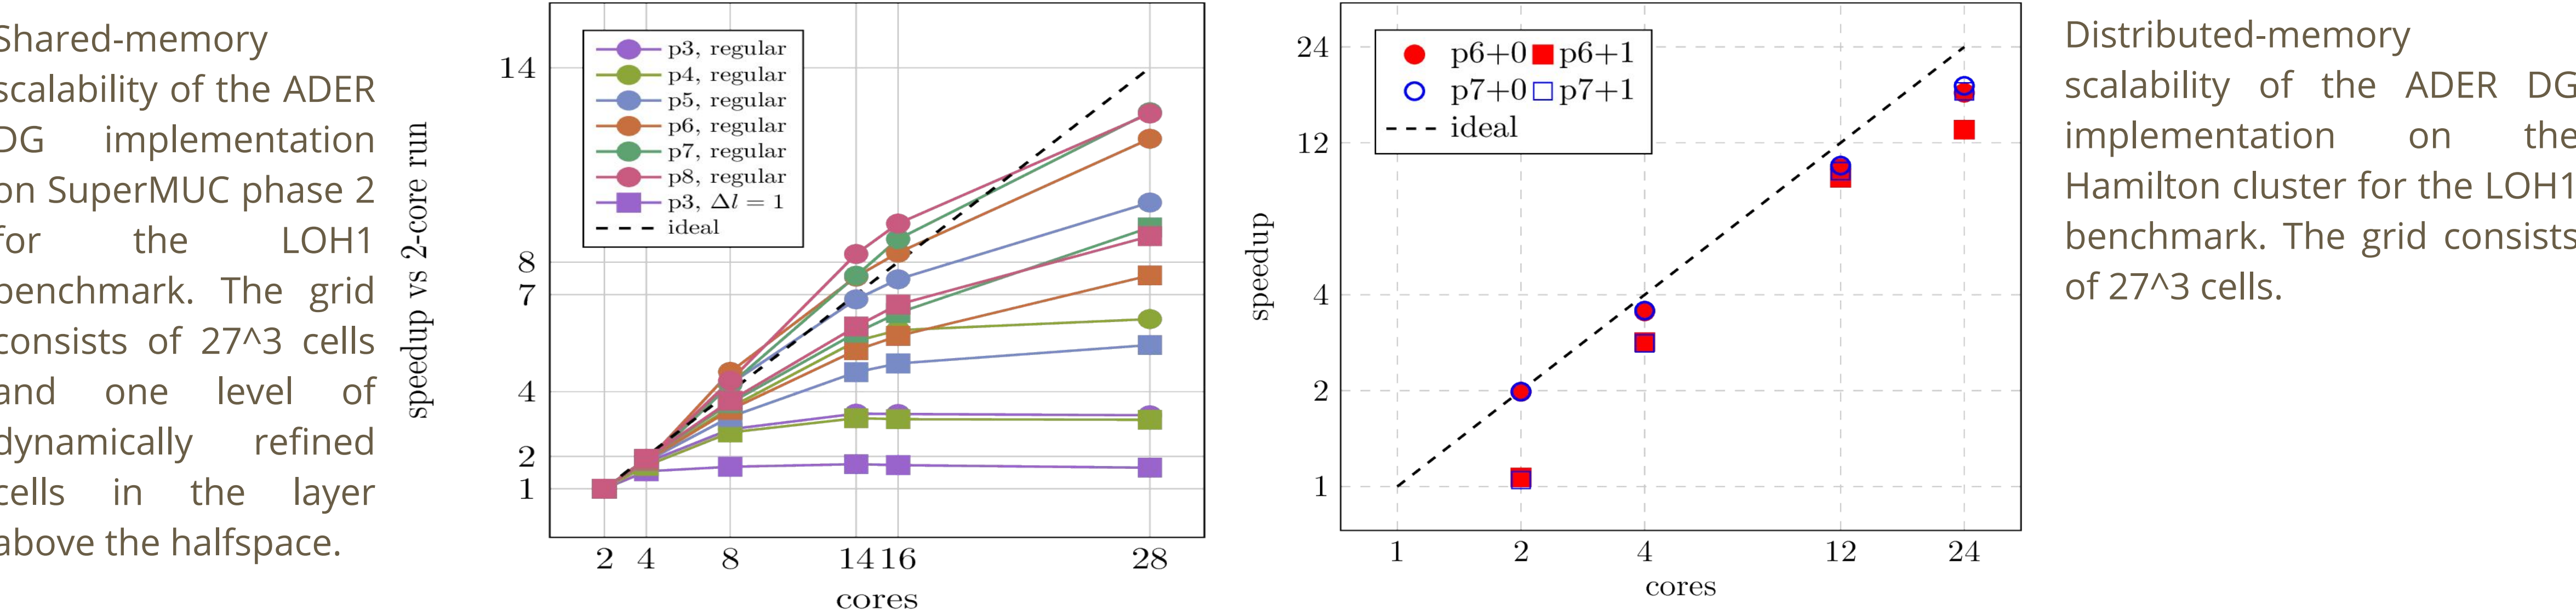 Shared-memory
scalability of the ADER
DG implementation
on SuperMUC phase 2
for the LOH1
benchmark. The grid
consists of 27^3 cells
and one level of
dynamically refined
cells in the layer
above the halfspace.
speedup vs 2-core run
14
8
7
4
2
1
p3, regular
p4, regular
p5, regular
p6, regular
p7, regular
p8, regular
p3, Δl = 1
ideal
2 4 8 14 16 28
cores
speedup
24
12
4
2
1
p6+0 p6+1
p7+0 p7+1
ideal
1 2 4 12 24
cores
Distributed-memory
scalability of the ADER DG
implementation on the
Hamilton cluster for the LOH1
benchmark. The grid consists
of 27^3 cells.